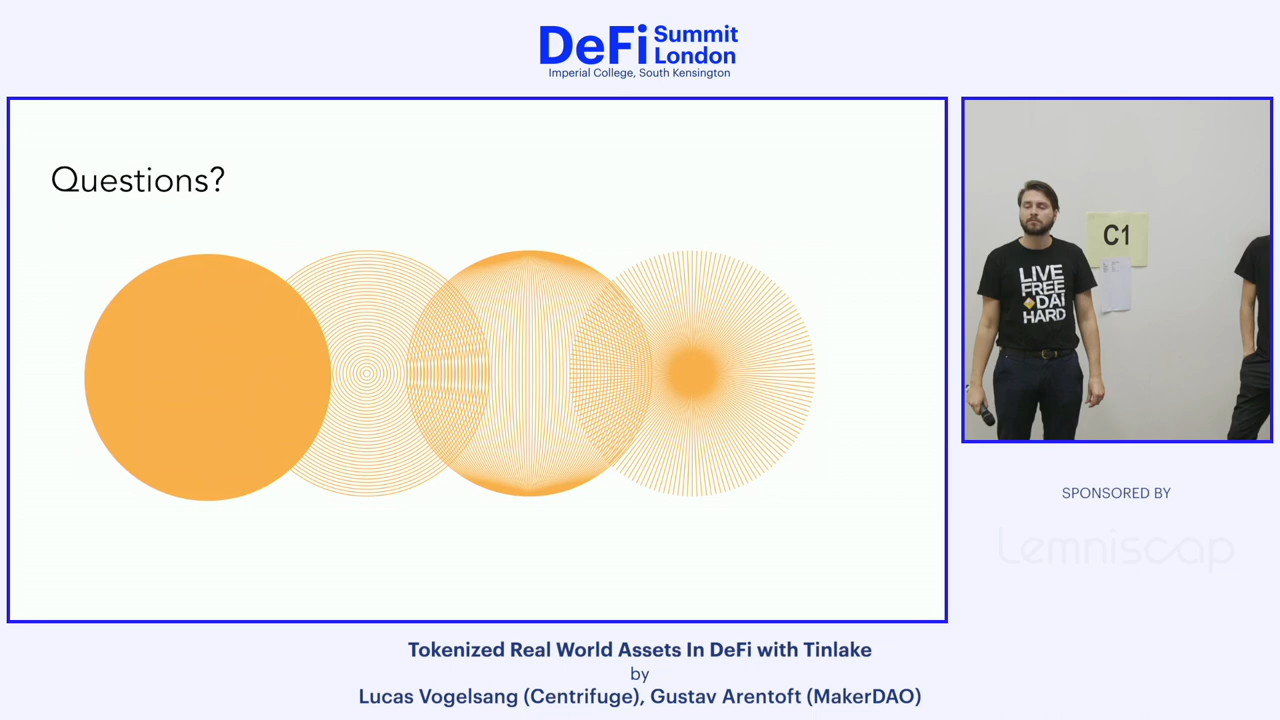 DeFi Summit London
Imperial College, South Kensington
Questions?
C1
LIVE
FREE
DAI
HARD
SPONSORED BY
Lemniscap
Tokenized Real World Assets In DeFi with Tinlake
by
Lucas Vogelsang (Centrifuge), Gustav Arentoft (MakerDAO)